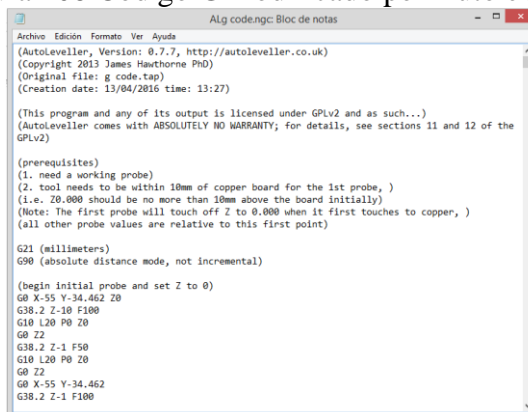 ALg code.ngc: Bloc de notas
Archivo Edición Formato Ver Ayuda
(AutoLeveller, Version: 0.7.7, http://autoleveller.co.uk)
(Copyright 2013 James Hawthorne PhD)
(Original file: g code.tap)
(Creation date: 13/04/2016 time: 13:27)
(This program and any of its output is licensed under GPLv2 and as such...)
(AutoLeveller comes with ABSOLUTELY NO WARRANTY; for details, see sections 11 and 12 of the
GPLv2)
(prerequisites)
(1. need a working probe)
(2. tool needs to be within 10mm of copper board for the 1st probe, )
(i.e. Z0.000 should be no more than 10mm above the board initially)
(Note: The first probe will touch off Z to 0.000 when it first touches to copper, )
(all other probe values are relative to this first point)
G21 (millimeters)
G90 (absolute distance mode, not incremental)
(begin initial probe and set Z to 0)
G0 X-55 Y-34.462 Z0
G38.2 Z-10 F100
G10 L20 P0 Z0
G0 Z2
G38.2 Z-1 F50
G10 L20 P0 Z0
G0 Z2
G0 X-55 Y-34.462
G38.2 Z-1 F100